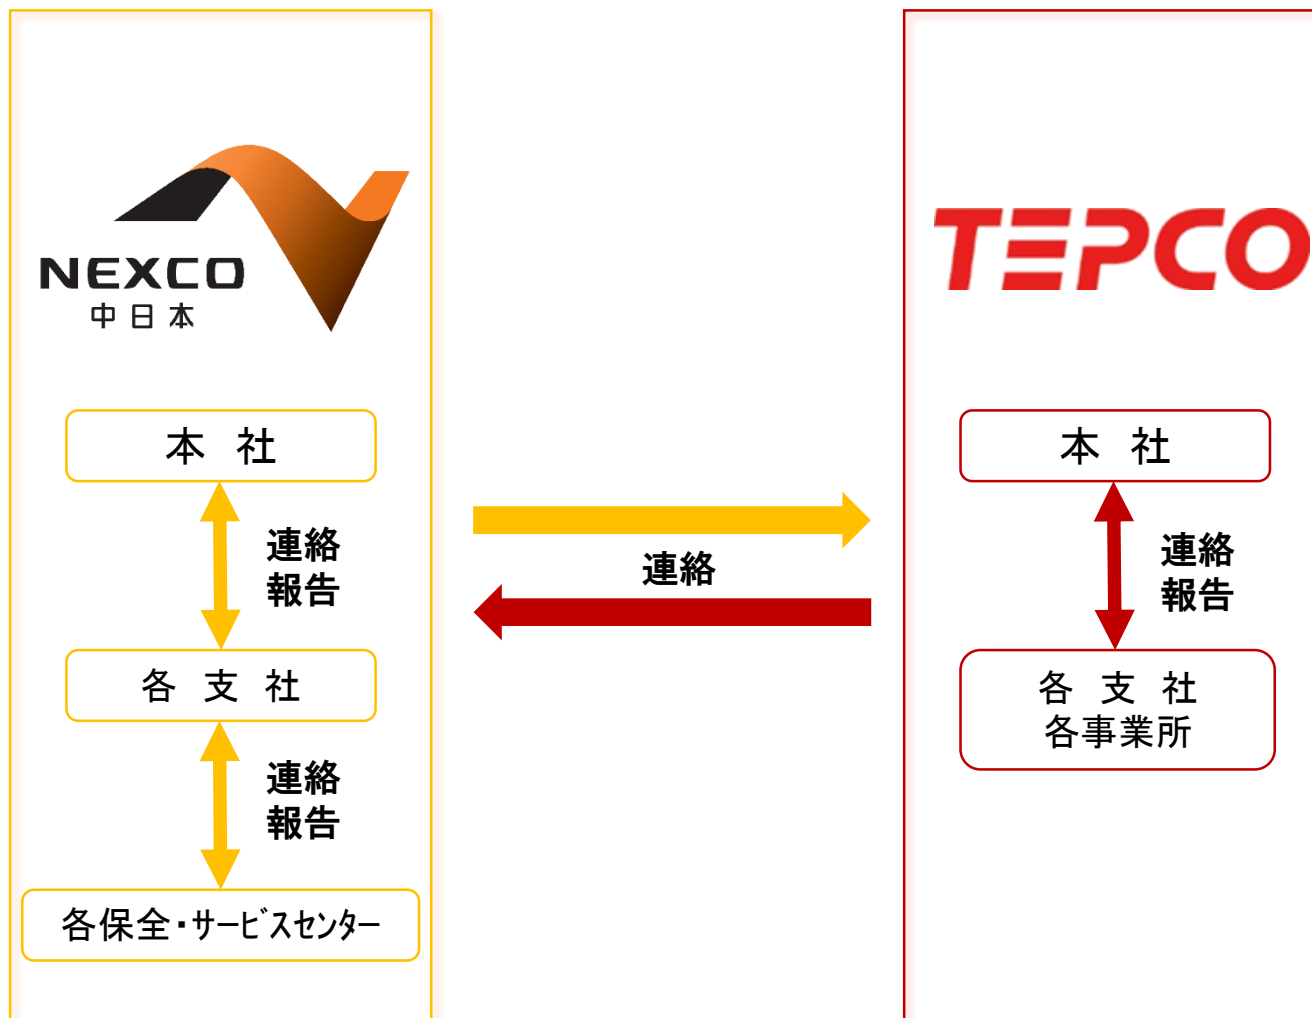 NEXCO
中日本
本　社
連絡
報告
各　支　社
連絡
報告
各保全・サービスセンター
連絡
TEPCO
本　社
連絡
報告
各　支　社
各事業所